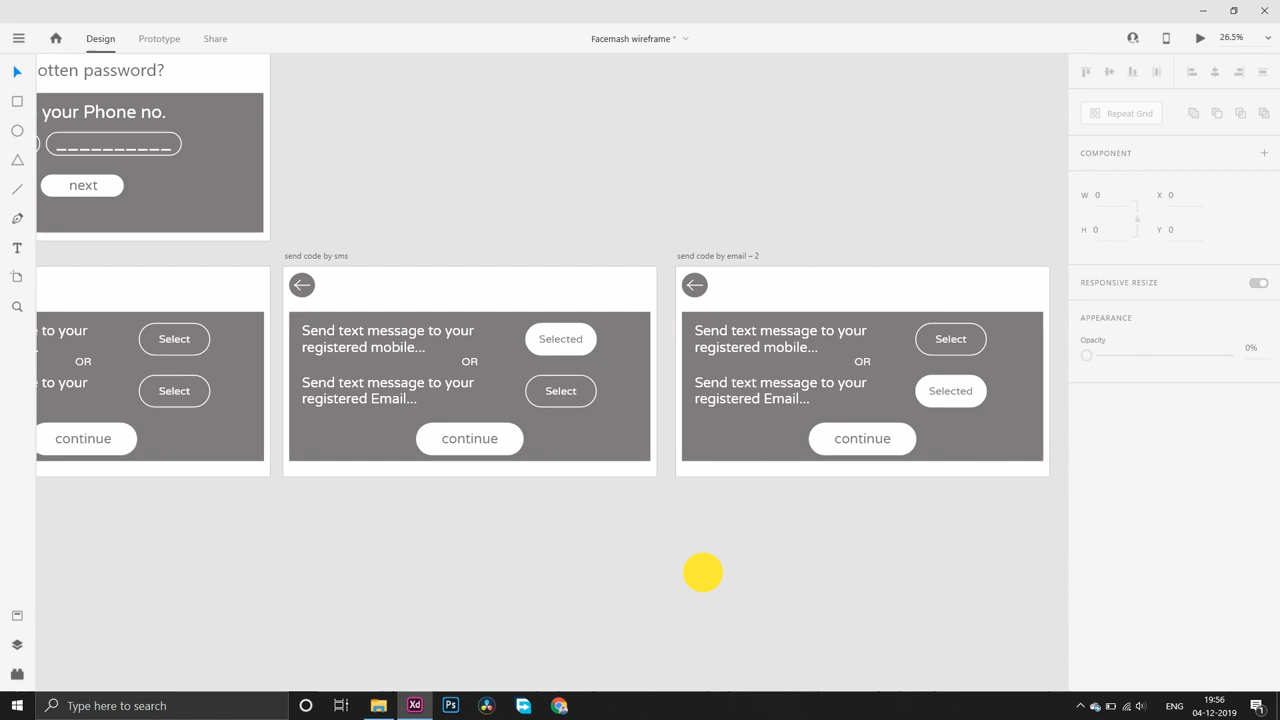 Design
Prototype
Share
Facemash wireframe *
26.5%
otten password?
your Phone no.
__________
next
Repeat Grid
COMPONENT
W 0
X 0
H 0
Y 0
RESPONSIVE RESIZE
APPEARANCE
Opacity
0%
send code by sms
send code by email – 2
e to your
OR
e to your
Select
Select
continue
Send text message to your
registered mobile...
Selected
OR
Send text message to your
registered Email...
Select
continue
Send text message to your
registered mobile...
Select
OR
Send text message to your
registered Email...
Selected
continue
Type here to search
Xd
Ps
ENG
19:56
04-12-2019
1